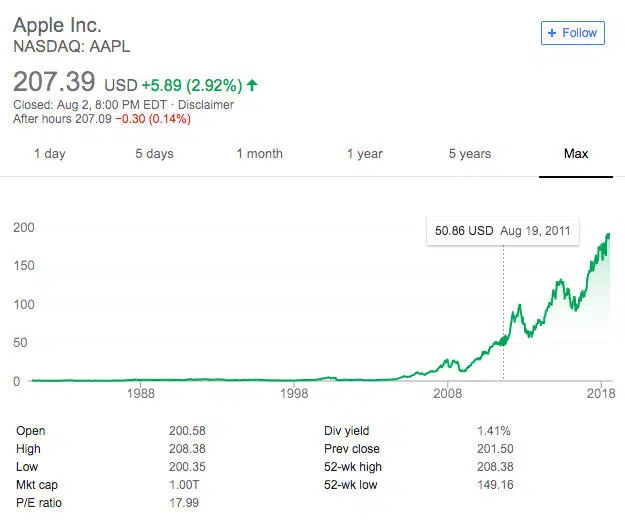 Apple Inc.
NASDAQ: AAPL
+ Follow
207.39 USD +5.89 (2.92%) ↑
Closed: Aug 2, 8:00 PM EDT · Disclaimer
After hours 207.09 −0.30 (0.14%)
1 day 5 days 1 month 1 year 5 years Max
50.86 USD Aug 19, 2011
200
150
100
50
0
1988 1998 2008 2018
Open 200.58 Div yield 1.41%
High 208.38 Prev close 201.50
Low 200.35 52-wk high 208.38
Mkt cap 1.00T 52-wk low 149.16
P/E ratio 17.99